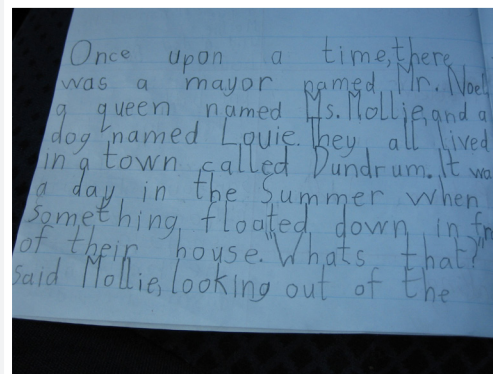 Once upon a time, there
was a mayor named Mr. Noel
a queen named Ms. Mollie, and a
dog named Louie. They all lived
in a town called Dundrum. It wa
a day in the Summer when
something floated down in fr
of their house. "Whats that?"
said Mollie, looking out of the